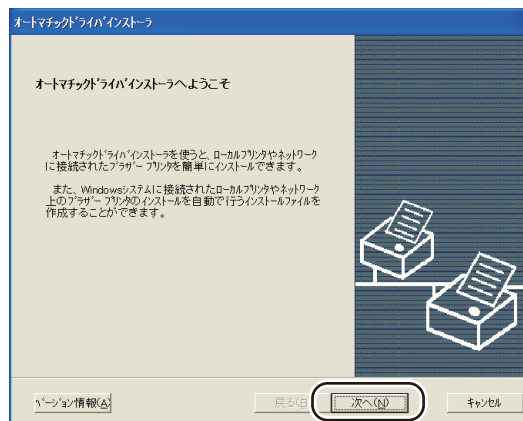 オートマチックドライバインストーラ
オートマチックドライバインストーラへようこそ
オートマチックドライバインストーラを使うと、ローカルプリンタやネットワーク
に接続されたブラザー プリンタを簡単にインストールできます。
また、Windowsシステムに接続されたローカルプリンタやネットワーク
上のブラザー プリンタのインストールを自動で行うインストールファイルを
作成することができます。
バージョン情報(A) 戻る(B 次へ(N) キャンセル